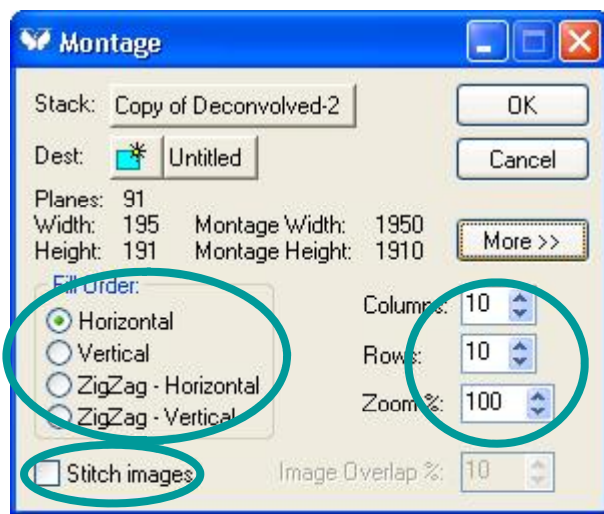 Montage
Stack: Copy of Deconvolved-2 OK
Dest: Untitled Cancel
Planes: 91
Width: 195 Montage Width: 1950
Height: 191 Montage Height: 1910 More >>
Fill Order:
Horizontal
Vertical
ZigZag - Horizontal
ZigZag - Vertical
Columns: 10
Rows: 10
Zoom %: 100
Stitch images Image Overlap %: 10